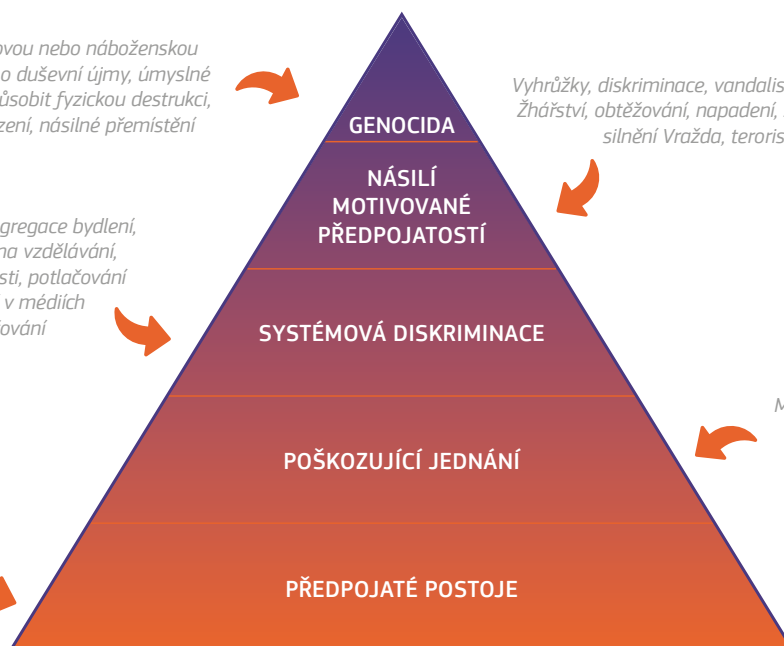 ovou nebo náboženskou
o duševní újmy, úmyslné
působit fyzickou destrukci,
zení, násilné přemístění
GENOCIDA
Vyhrůžky, diskriminace, vandalis
Žhářství, obtěžování, napadení,
silnění Vražda, teroris
NÁSILÍ
MOTIVOVANÉ
PŘEDPOJATOSTÍ
gregace bydlení,
na vzdělávání,
sti, potlačování
v médiích
ování
SYSTÉMOVÁ DISKRIMINACE
M
POŠKOZUJÍCÍ JEDNÁNÍ
PŘEDPOJATÉ POSTOJE